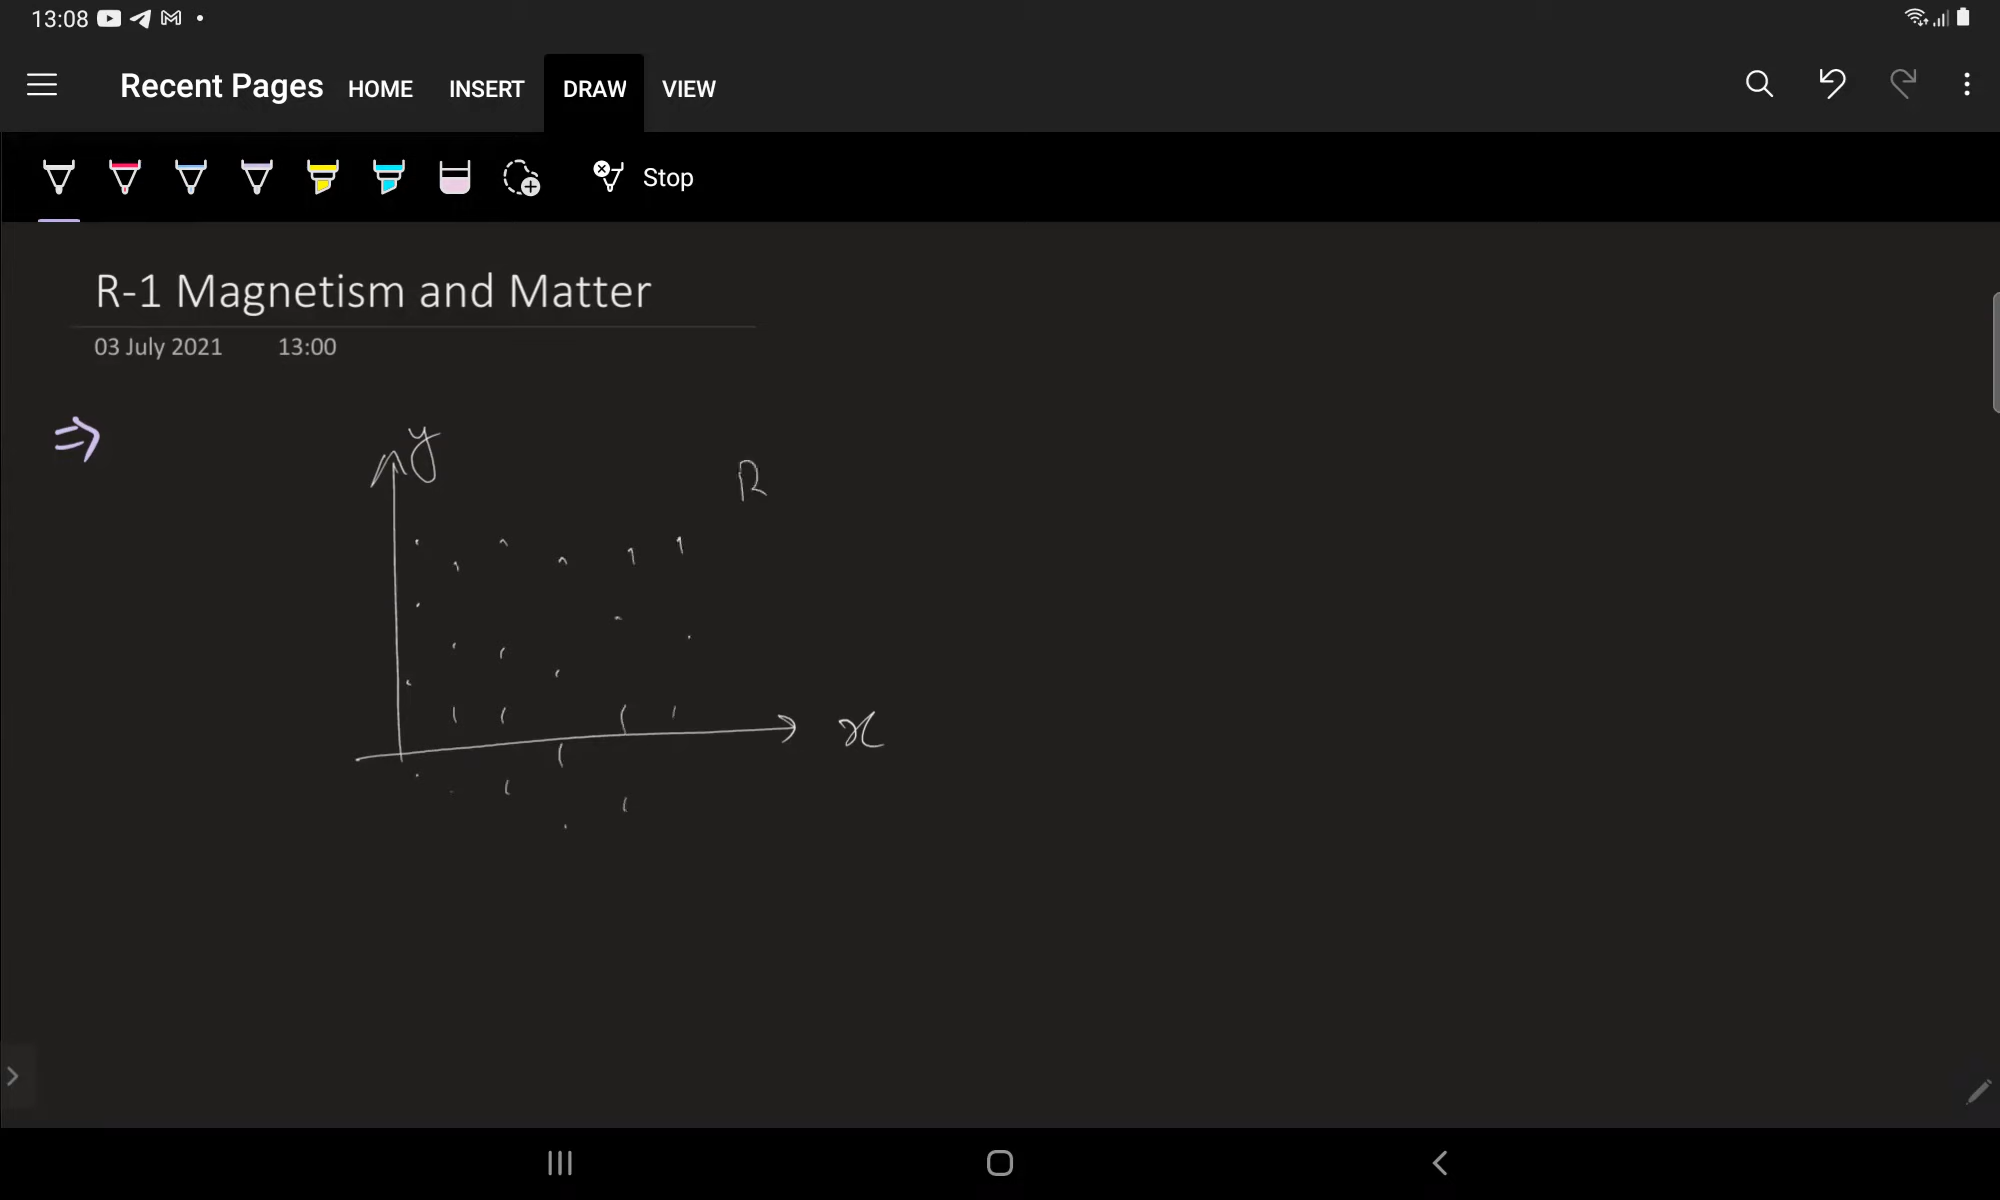 13:08
Recent Pages HOME INSERT DRAW VIEW
Stop
R-1 Magnetism and Matter
03 July 2021 13:00
y
R
x